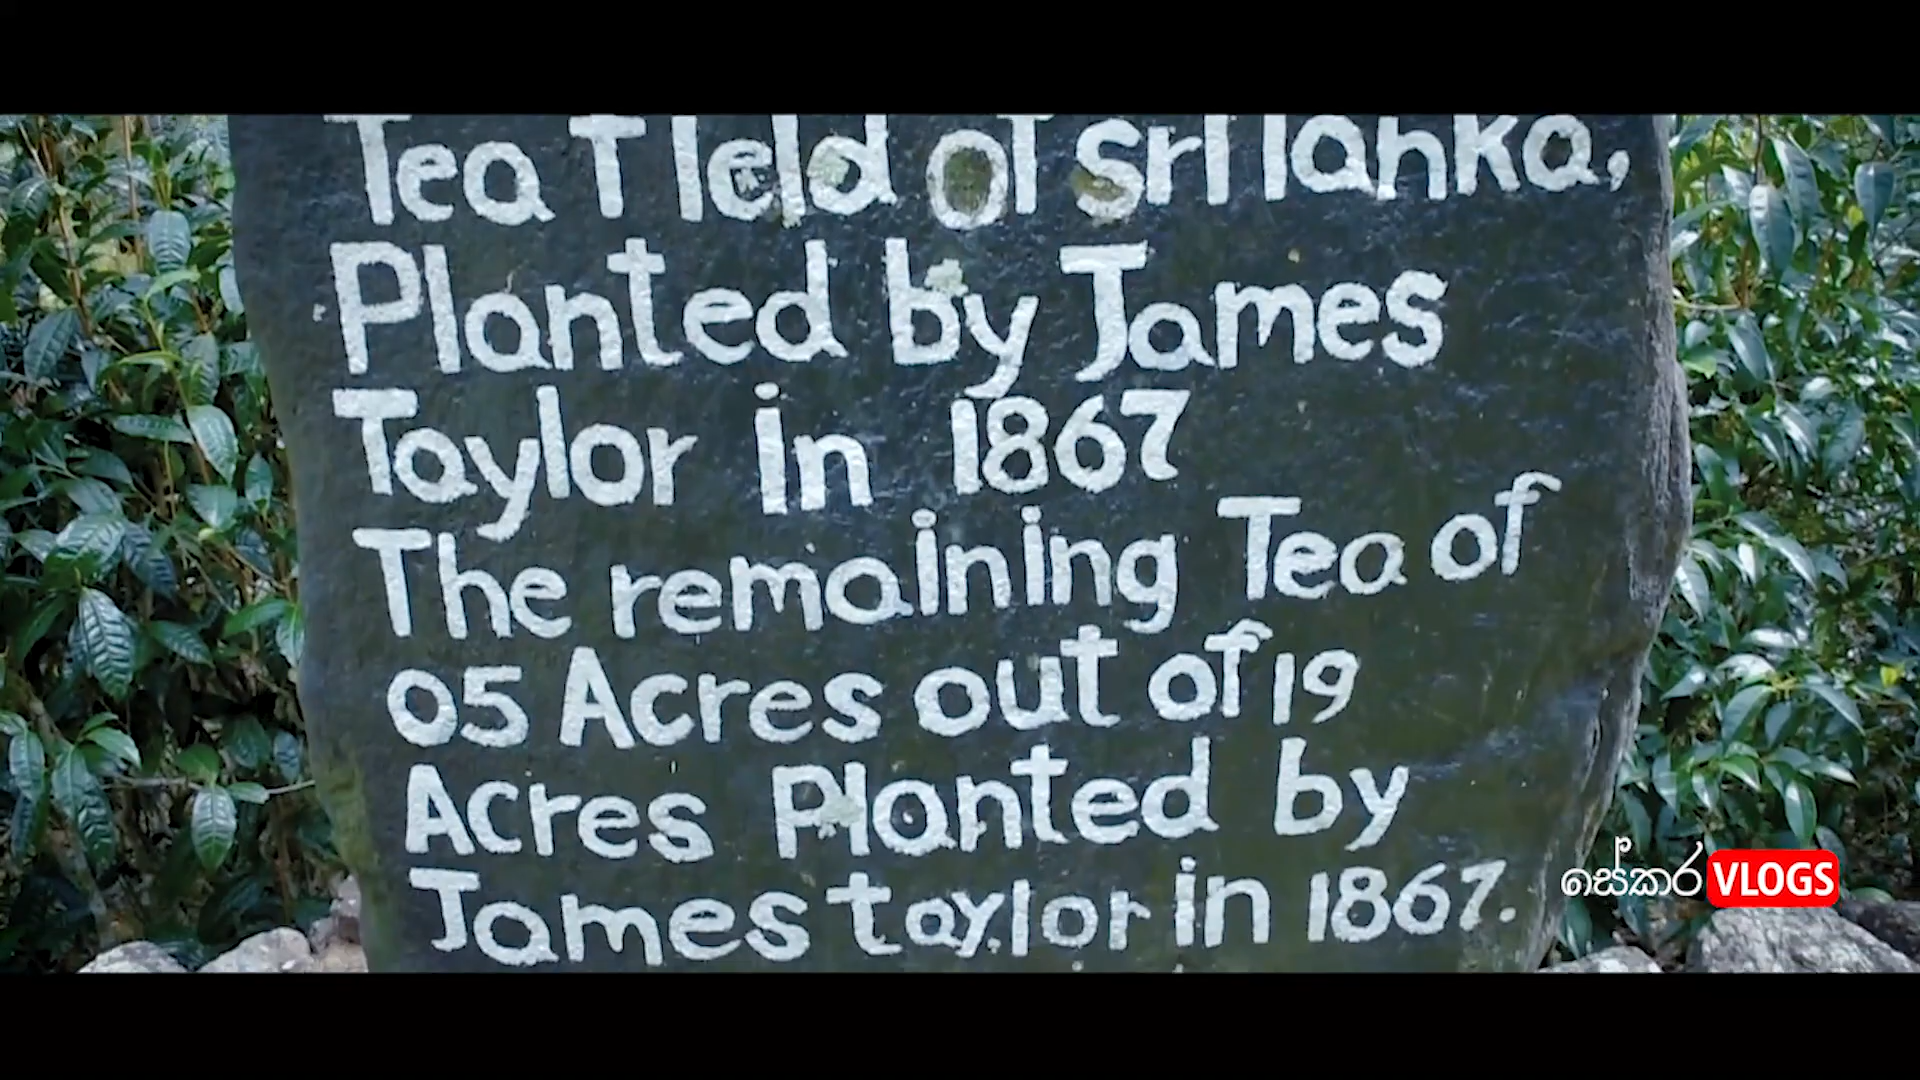 Tea field of sri lanka,
Planted by James
Taylor in 1867
The remaining Tea of
05 Acres out of 19
Acres Planted by
James taylor in 1867.
සේකර VLOGS